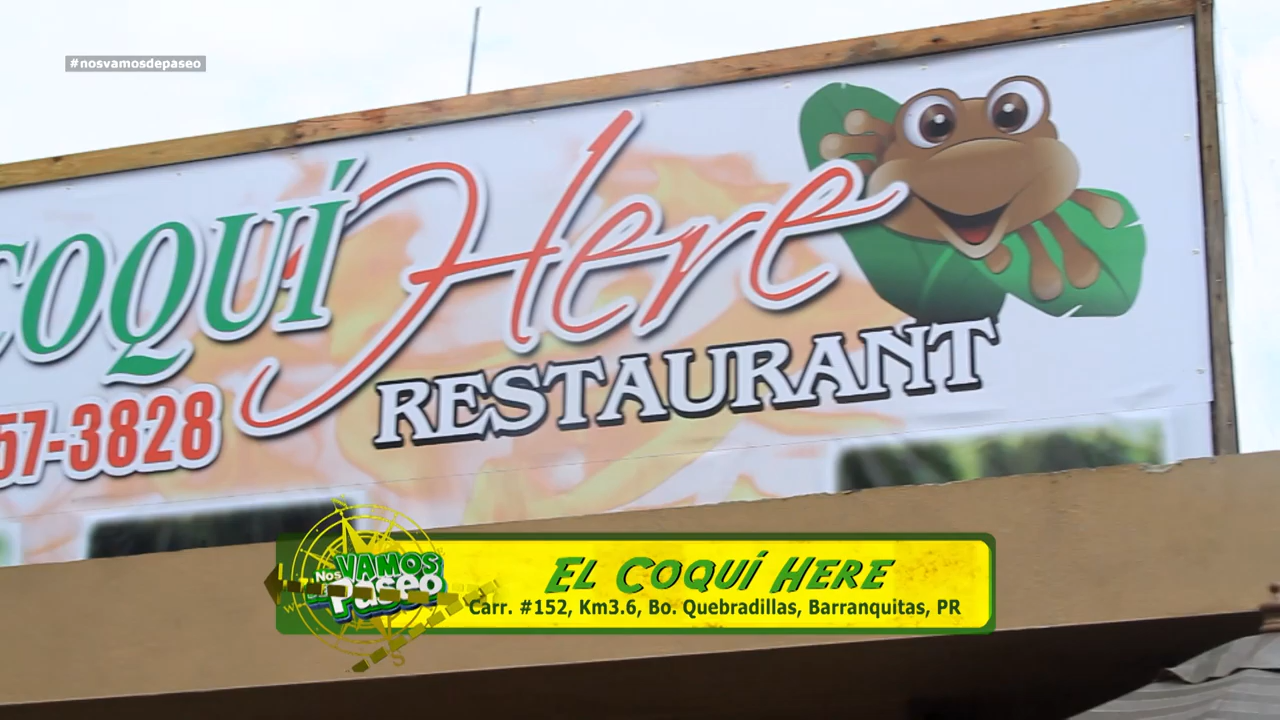 #nosvamosdepaseo
COQUÍ Here
RESTAURANT
57-3828
Nos VAMOS
DE Paseo
EL COQUÍ HERE
Carr. #152, Km3.6, Bo. Quebradillas, Barranquitas, PR